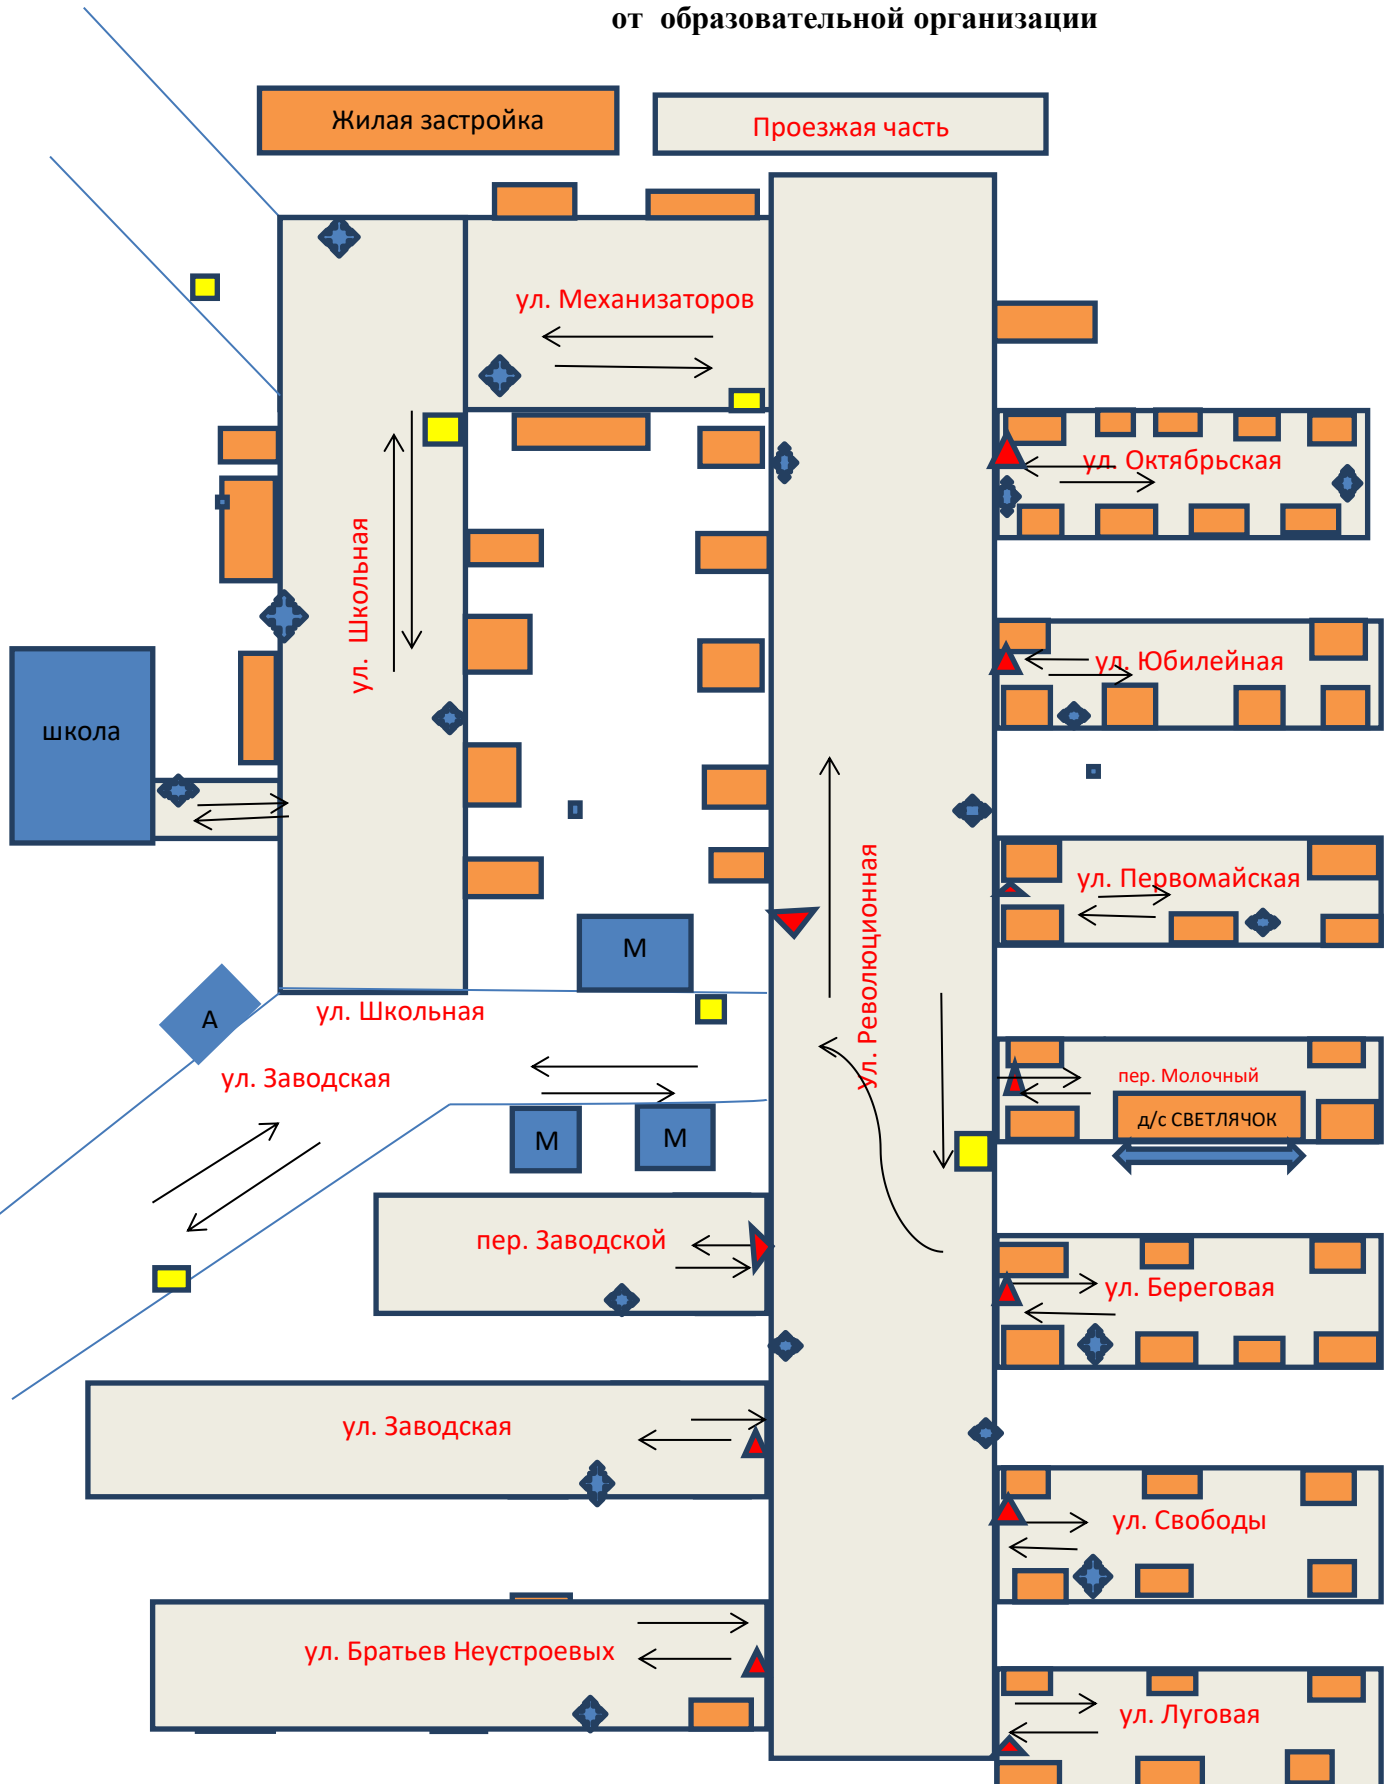 от образовательной организации
Жилая застройка
Проезжая часть
ул. Механизаторов
ул. Октябрьская
ул. Школьная
ул. Юбилейная
школа
ул. Первомайская
ул. Революционная
М
А
ул. Школьная
ул. Заводская
пер. Молочный
д/с СВЕТЛЯЧОК
М
М
пер. Заводской
ул. Береговая
ул. Заводская
ул. Свободы
ул. Братьев Неустроевых
ул. Луговая